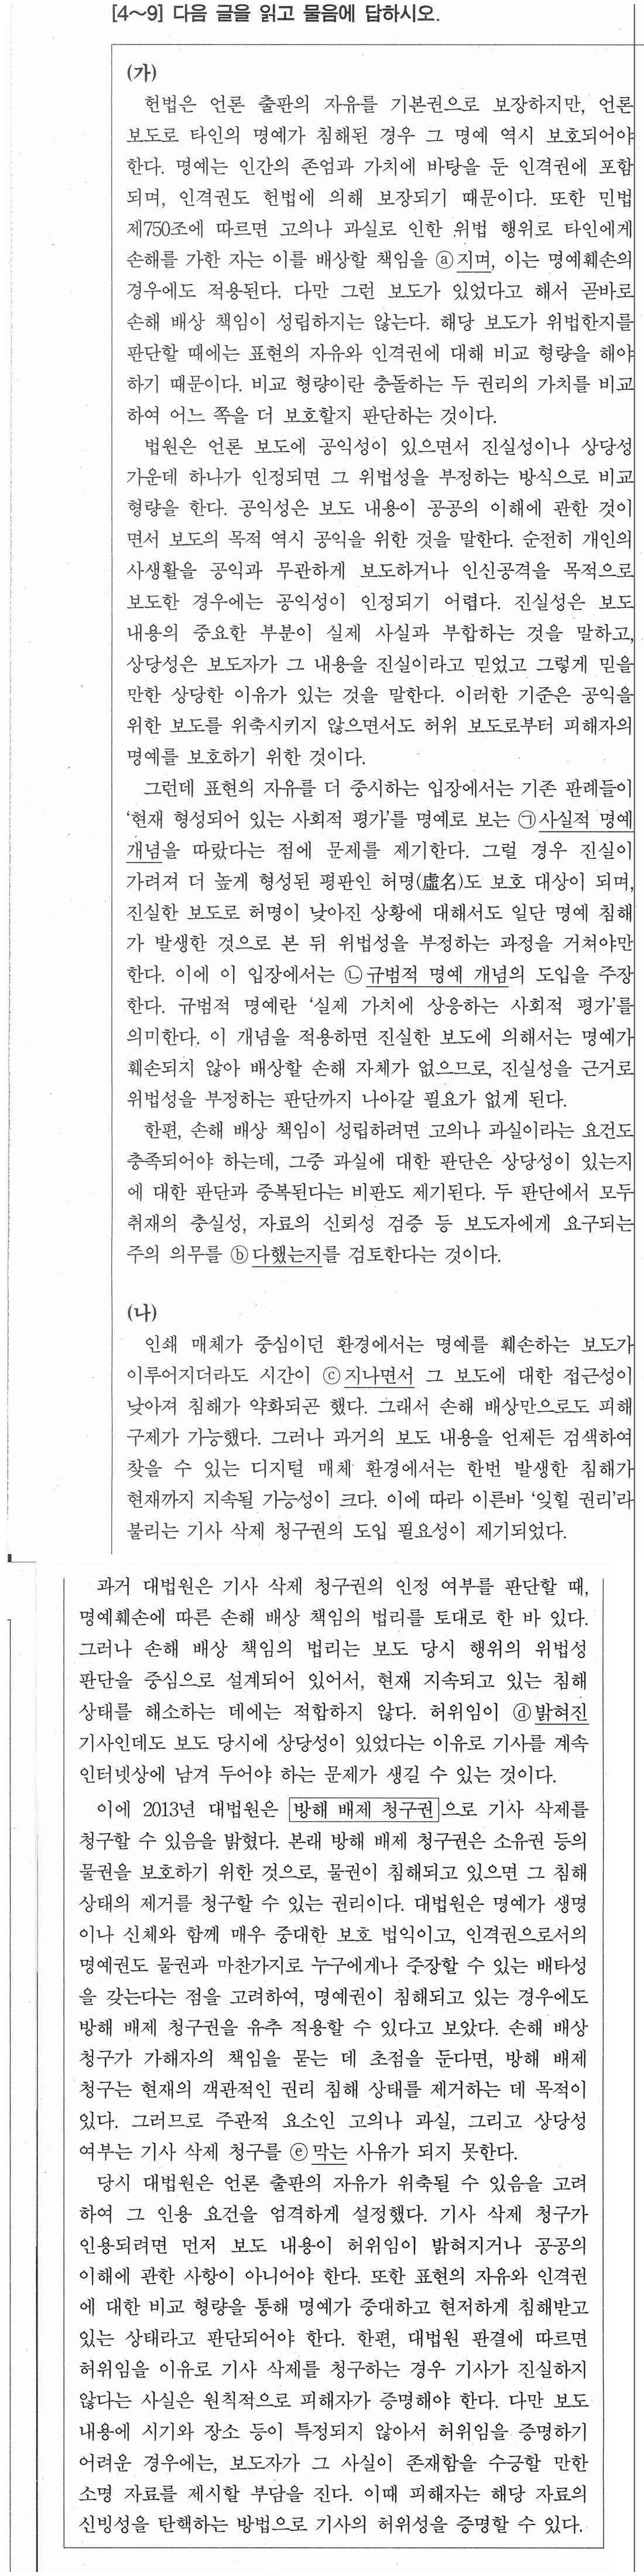 [4～9] 다음 글을 읽고 물음에 답하시오.
(가)
헌법은 언론 출판의 자유를 기본권으로 보장하지만, 언론
보도로 타인의 명예가 침해된 경우 그 명예 역시 보호되어야
한다. 명예는 인간의 존엄과 가치에 바탕을 둔 인격권에 포함
되며, 인격권도 헌법에 의해 보장되기 때문이다. 또한 민법
제750조에 따르면 고의나 과실로 인한 위법 행위로 타인에게
손해를 가한 자는 이를 배상할 책임을 ⓐ지며, 이는 명예훼손의
경우에도 적용된다. 다만 그런 보도가 있었다고 해서 곧바로
손해 배상 책임이 성립하지는 않는다. 해당 보도가 위법한지를
판단할 때에는 표현의 자유와 인격권에 대해 비교 형량을 해야
하기 때문이다. 비교 형량이란 충돌하는 두 권리의 가치를 비교
하여 어느 쪽을 더 보호할지 판단하는 것이다.
법원은 언론 보도에 공익성이 있으면서 진실성이나 상당성
가운데 하나가 인정되면 그 위법성을 부정하는 방식으로 비교
형량을 한다. 공익성은 보도 내용이 공공의 이해에 관한 것이
면서 보도의 목적 역시 공익을 위한 것을 말한다. 순전히 개인의
사생활을 공익과 무관하게 보도하거나 인신공격을 목적으로
보도한 경우에는 공익성이 인정되기 어렵다. 진실성은 보도
내용의 중요한 부분이 실제 사실과 부합하는 것을 말하고,
상당성은 보도자가 그 내용을 진실이라고 믿었고 그렇게 믿을
만한 상당한 이유가 있는 것을 말한다. 이러한 기준은 공익을
위한 보도를 위축시키지 않으면서도 허위 보도로부터 피해자의
명예를 보호하기 위한 것이다.
그런데 표현의 자유를 더 중시하는 입장에서는 기존 판례들이
‘현재 형성되어 있는 사회적 평가’를 명예로 보는 ㉠사실적 명예
개념을 따랐다는 점에 문제를 제기한다. 그럴 경우 진실이
가려져 더 높게 형성된 평판인 허명(虛名)도 보호 대상이 되며,
진실한 보도로 허명이 낮아진 상황에 대해서도 일단 명예 침해
가 발생한 것으로 본 뒤 위법성을 부정하는 과정을 거쳐야만
한다. 이에 이 입장에서는 ㉡규범적 명예 개념의 도입을 주장
한다. 규범적 명예란 ‘실제 가치에 상응하는 사회적 평가’를
의미한다. 이 개념을 적용하면 진실한 보도에 의해서는 명예가
훼손되지 않아 배상할 손해 자체가 없으므로, 진실성을 근거로
위법성을 부정하는 판단까지 나아갈 필요가 없게 된다.
한편, 손해 배상 책임이 성립하려면 고의나 과실이라는 요건도
충족되어야 하는데, 그중 과실에 대한 판단은 상당성이 있는지
에 대한 판단과 중복된다는 비판도 제기된다. 두 판단에서 모두
취재의 충실성, 자료의 신뢰성 검증 등 보도자에게 요구되는
주의 의무를 ⓑ다했는지를 검토한다는 것이다.
(나)
인쇄 매체가 중심이던 환경에서는 명예를 훼손하는 보도가
이루어지더라도 시간이 ⓒ지나면서 그 보도에 대한 접근성이
낮아져 침해가 약화되곤 했다. 그래서 손해 배상만으로도 피해
구제가 가능했다. 그러나 과거의 보도 내용을 언제든 검색하여
찾을 수 있는 디지털 매체 환경에서는 한번 발생한 침해가
현재까지 지속될 가능성이 크다. 이에 따라 이른바 ‘잊힐 권리’라
불리는 기사 삭제 청구권의 도입 필요성이 제기되었다.
과거 대법원은 기사 삭제 청구권의 인정 여부를 판단할 때,
명예훼손에 따른 손해 배상 책임의 법리를 토대로 한 바 있다.
그러나 손해 배상 책임의 법리는 보도 당시 행위의 위법성
판단을 중심으로 설계되어 있어서, 현재 지속되고 있는 침해
상태를 해소하는 데에는 적합하지 않다. 허위임이 ⓓ밝혀진
기사인데도 보도 당시에 상당성이 있었다는 이유로 기사를 계속
인터넷상에 남겨 두어야 하는 문제가 생길 수 있는 것이다.
이에 2013년 대법원은 방해 배제 청구권으로 기사 삭제를
청구할 수 있음을 밝혔다. 본래 방해 배제 청구권은 소유권 등의
물권을 보호하기 위한 것으로, 물권이 침해되고 있으면 그 침해
상태의 제거를 청구할 수 있는 권리이다. 대법원은 명예가 생명
이나 신체와 함께 매우 중대한 보호 법익이고, 인격권으로서의
명예권도 물권과 마찬가지로 누구에게나 주장할 수 있는 배타성
을 갖는다는 점을 고려하여, 명예권이 침해되고 있는 경우에도
방해 배제 청구권을 유추 적용할 수 있다고 보았다. 손해 배상
청구가 가해자의 책임을 묻는 데 초점을 둔다면, 방해 배제
청구는 현재의 객관적인 권리 침해 상태를 제거하는 데 목적이
있다. 그러므로 주관적 요소인 고의나 과실, 그리고 상당성
여부는 기사 삭제 청구를 ⓔ막는 사유가 되지 못한다.
당시 대법원은 언론 출판의 자유가 위축될 수 있음을 고려
하여 그 인용 요건을 엄격하게 설정했다. 기사 삭제 청구가
인용되려면 먼저 보도 내용이 허위임이 밝혀지거나 공공의
이해에 관한 사항이 아니어야 한다. 또한 표현의 자유와 인격권
에 대한 비교 형량을 통해 명예가 중대하고 현저하게 침해받고
있는 상태라고 판단되어야 한다. 한편, 대법원 판결에 따르면
허위임을 이유로 기사 삭제를 청구하는 경우 기사가 진실하지
않다는 사실은 원칙적으로 피해자가 증명해야 한다. 다만 보도
내용에 시기와 장소 등이 특정되지 않아서 허위임을 증명하기
어려운 경우에는, 보도자가 그 사실이 존재함을 수긍할 만한
소명 자료를 제시할 부담을 진다. 이때 피해자는 해당 자료의
신빙성을 탄핵하는 방법으로 기사의 허위성을 증명할 수 있다.